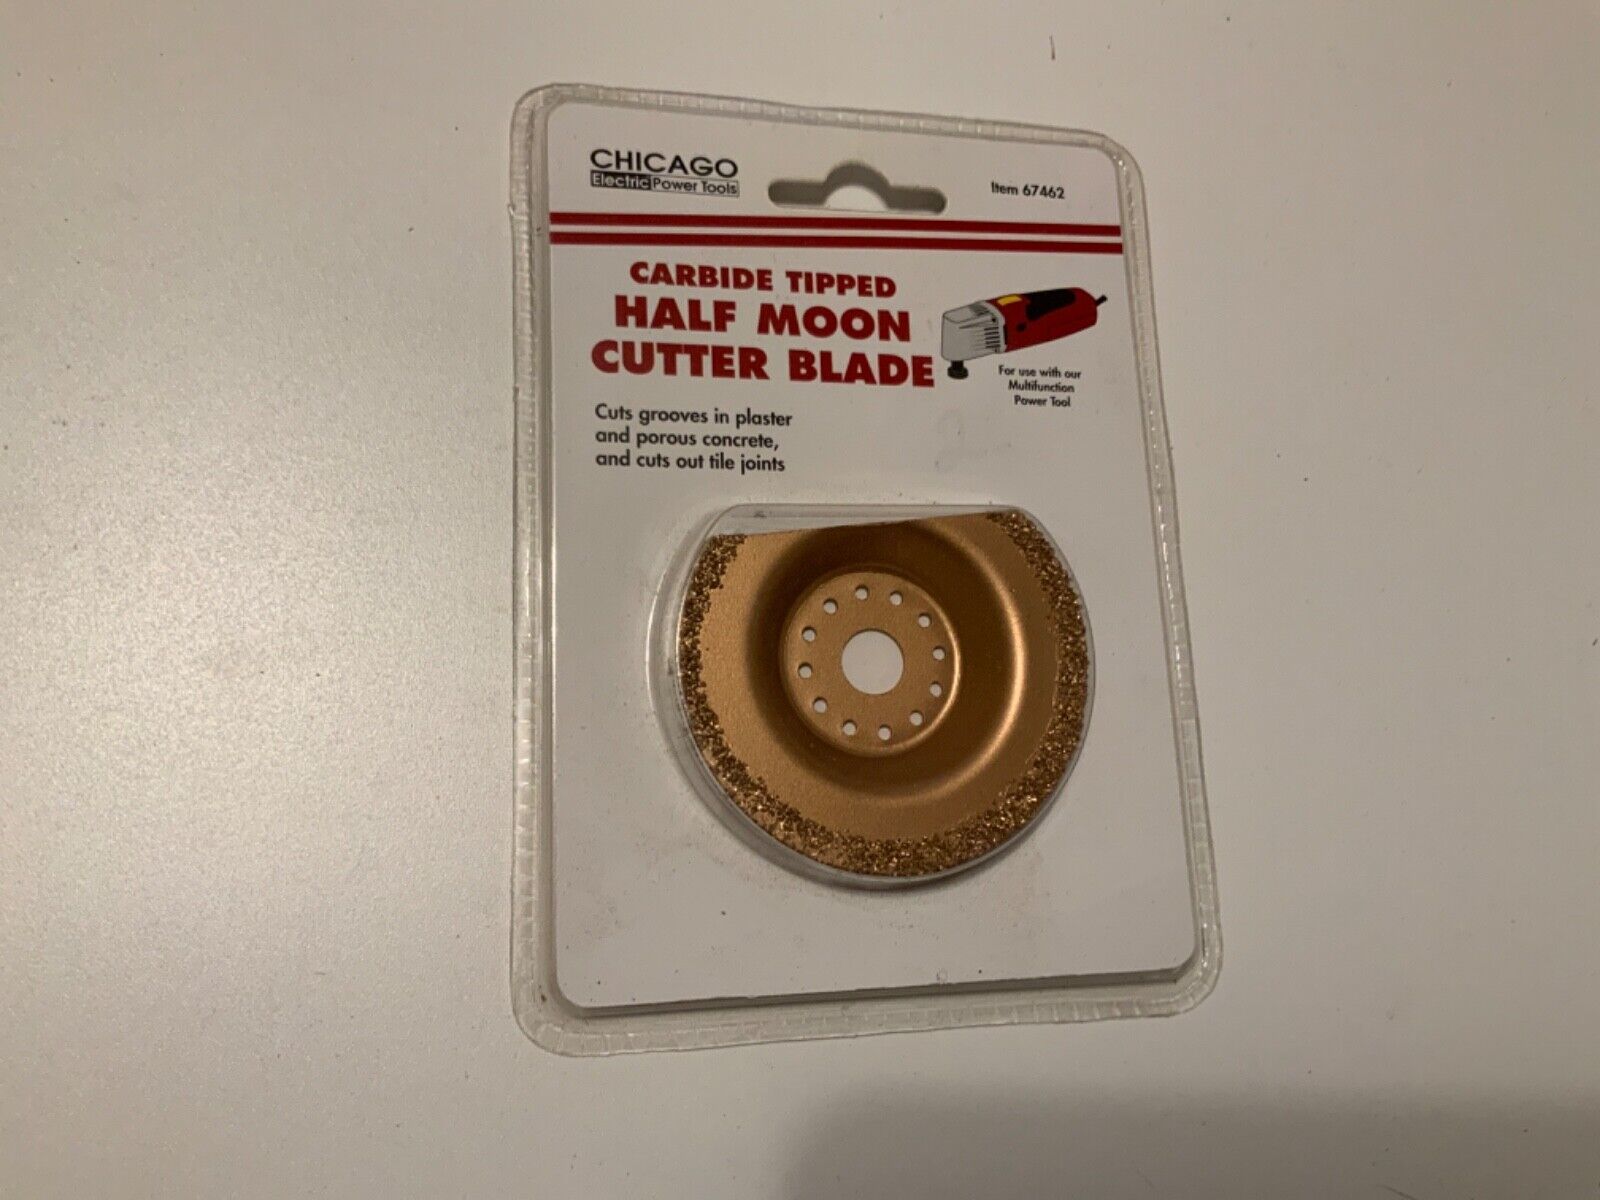 CHICAGO
Electric Power Tools
Item 67462
CARBIDE TIPPED
HALF MOON
CUTTER BLADE
For use with our
Multifunction
Power Tool
Cuts grooves in plaster
and porous concrete,
and cuts out tile joints